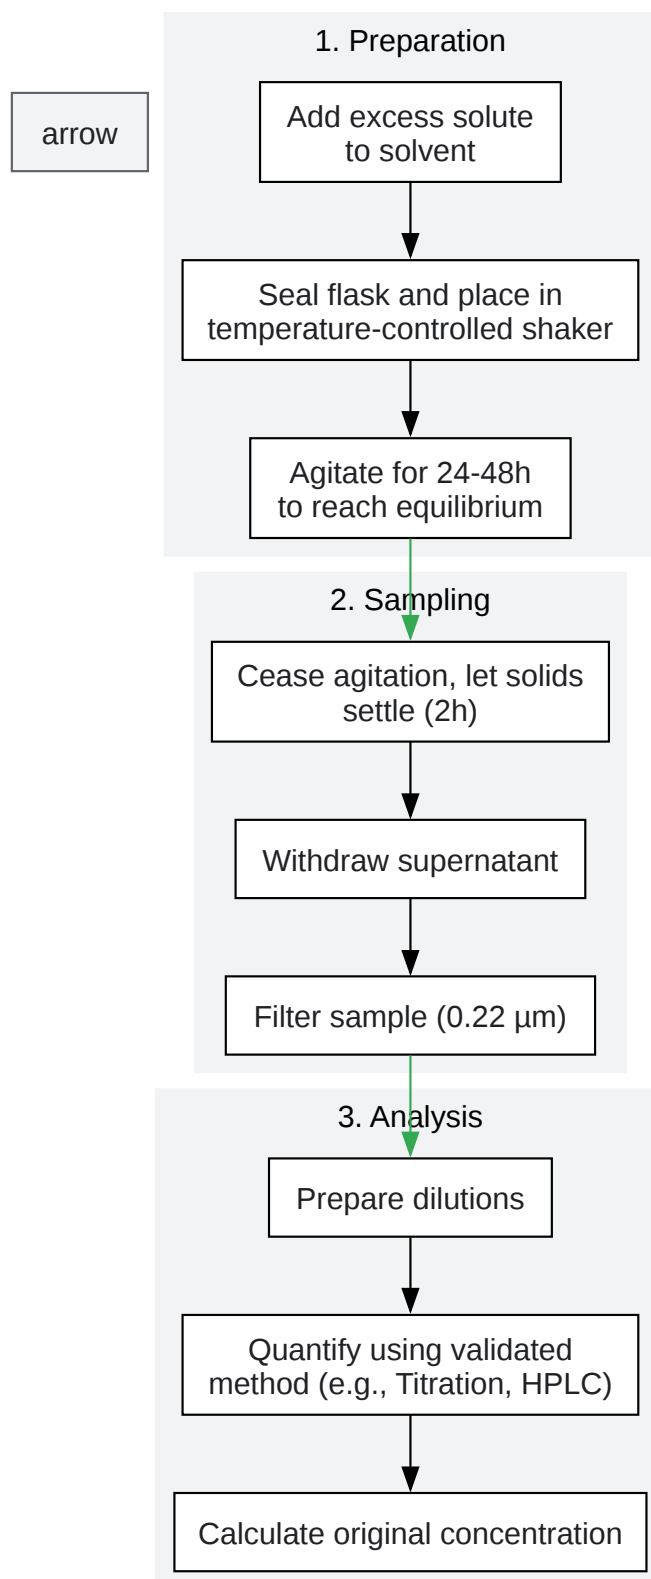 1. Preparation
arrow
Add excess solute
to solvent
Seal flask and place in
temperature-controlled shaker
Agitate for 24-48h
to reach equilibrium
2. Sampling
Cease agitation, let solids
settle (2h)
Withdraw supernatant
Filter sample (0.22 µm)
3. Analysis
Prepare dilutions
Quantify using validated
method (e.g., Titration, HPLC)
Calculate original concentration